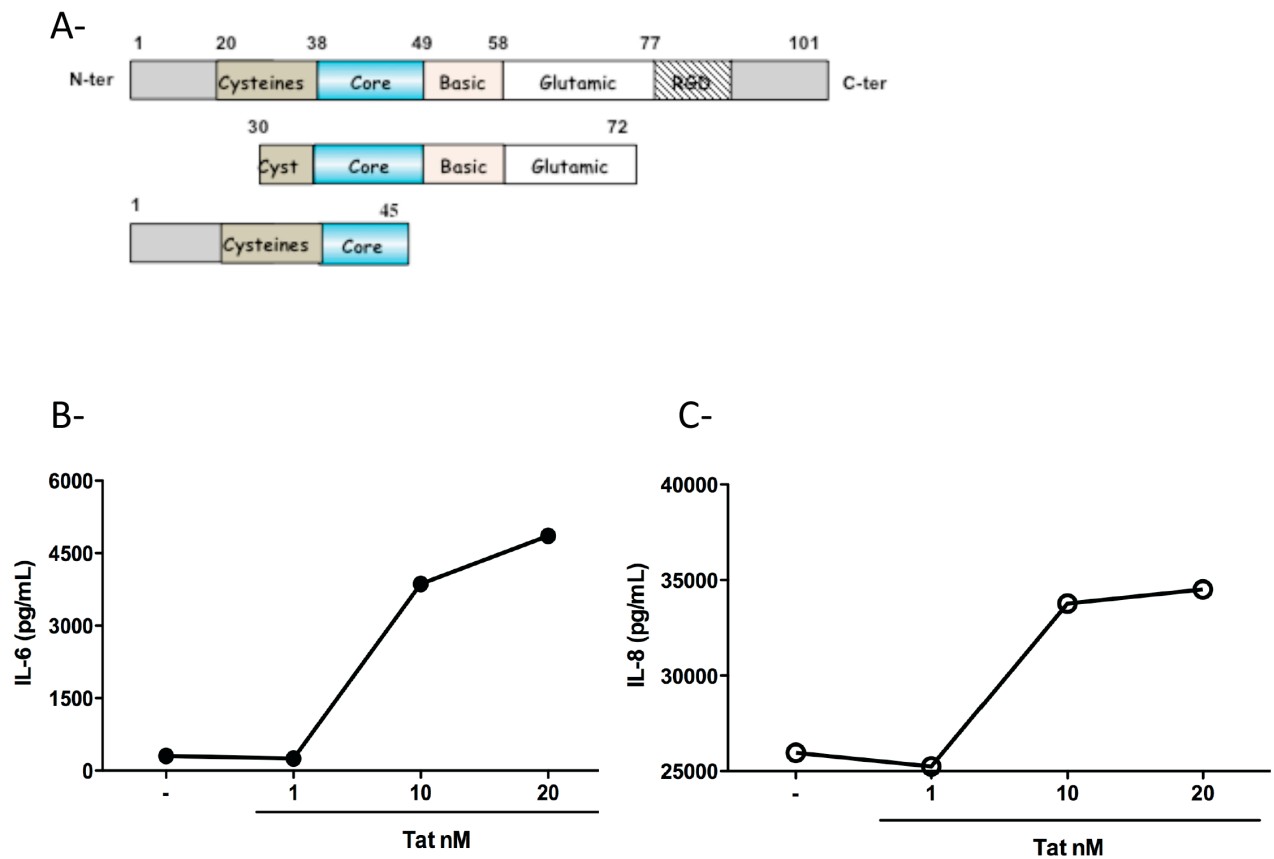 A-
1 20 38 49 58 77 101
N-ter Cysteines Core Basic Glutamic RGD C-ter
30 72
Cyst Core Basic Glutamic
1 45
Cysteines Core
B-
IL-6 (pg/mL)
6000
4500
3000
1500
0
- 1 10 20
Tat nM
C-
IL-8 (pg/mL)
40000
35000
30000
25000
- 1 10 20
Tat nM